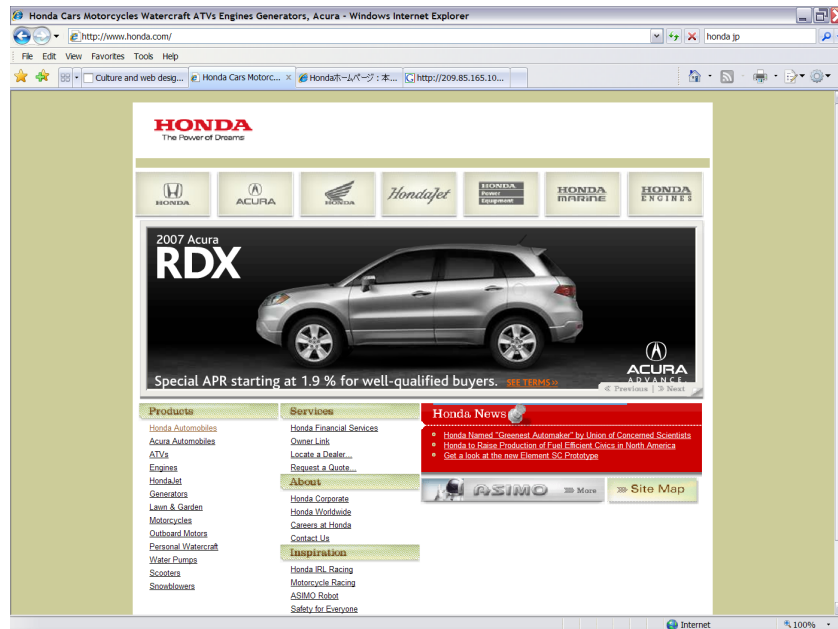 Honda Cars Motorcycles Watercraft ATVs Engines Generators, Acura - Windows Internet Explorer
http://www.honda.com/
honda jp
File Edit View Favorites Tools Help
Culture and web desig...
Honda Cars Motorc...
Hondaホームページ：本...
http://209.85.165.10...
HONDA
The Power of Dreams
HONDA
ACURA
HONDA
HondaJet
HONDA
Power
Equipment
HONDA
MARINE
HONDA
ENGINES
2007 Acura
RDX
Special APR starting at 1.9 % for well-qualified buyers. SEE TERMS »
ACURA
ADVANCE
Previous | Next
Products
Honda Automobiles
Acura Automobiles
ATVs
Engines
HondaJet
Generators
Lawn & Garden
Motorcycles
Outboard Motors
Personal Watercraft
Water Pumps
Scooters
Snowblowers
Services
Honda Financial Services
Owner Link
Locate a Dealer...
Request a Quote...
About
Honda Corporate
Honda Worldwide
Careers at Honda
Contact Us
Inspiration
Honda IRL Racing
Motorcycle Racing
ASIMO Robot
Safety for Everyone
Honda News
Honda Named "Greenest Automaker" by Union of Concerned Scientists
Honda to Raise Production of Fuel Efficient Civics in North America
Get a look at the new Element SC Prototype
ASIMO
More
Site Map
Internet
100%